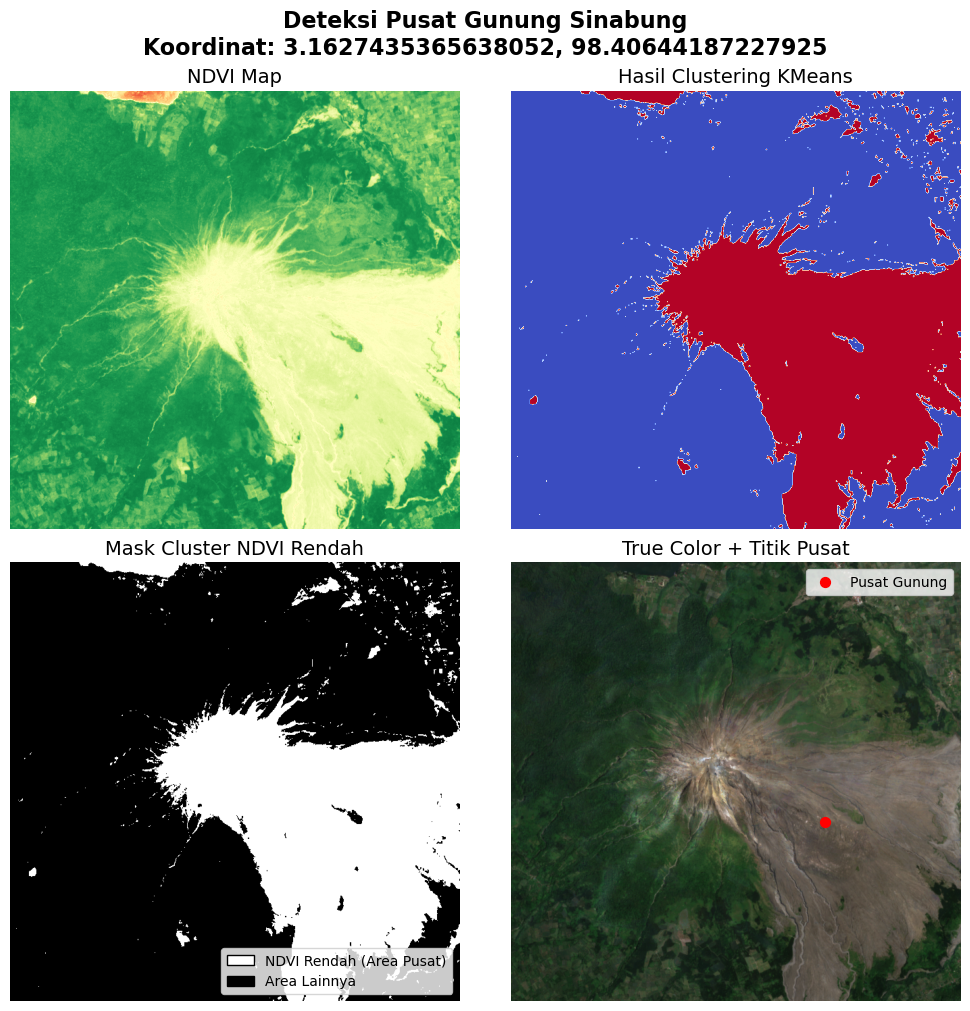 Deteksi Pusat Gunung Sinabung
Koordinat: 3.1627435365638052, 98.40644187227925
NDVI Map
Hasil Clustering KMeans
Mask Cluster NDVI Rendah
NDVI Rendah (Area Pusat)
Area Lainnya
True Color + Titik Pusat
Pusat Gunung